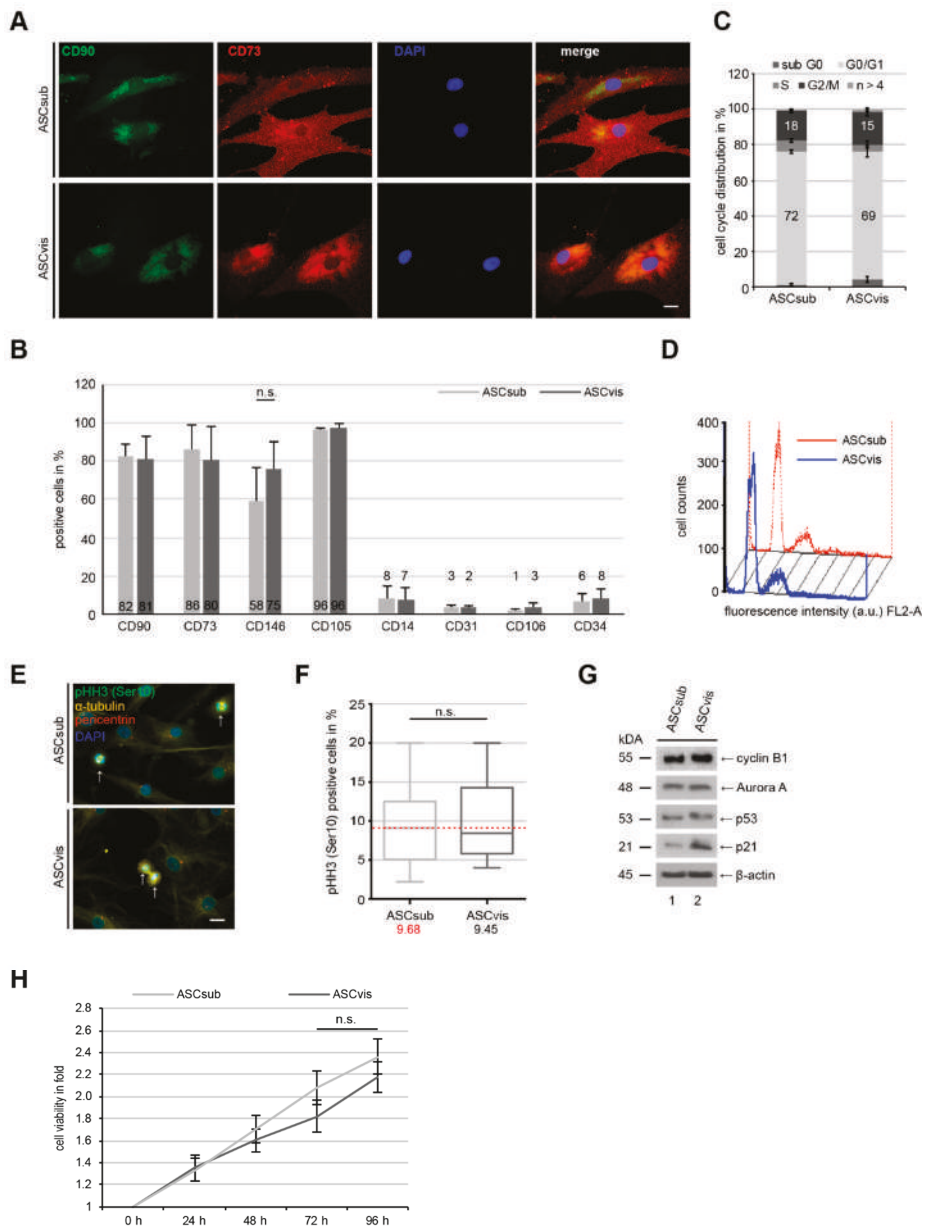 A
CD90 CD73 DAPI merge
ASCsub
ASCvis
C
sub G0 G0/G1
S G2/M n > 4
cell cycle distribution in %
120
100
80
60
40
20
0
18 15
72 69
ASCsub ASCvis
B
positive cells in %
120
100
80
60
40
20
0
n.s.
ASCsub ASCvis
8 7 3 2 1 3 6 8
82 81 86 80 58 75 96 96
CD90 CD73 CD146 CD105 CD14 CD31 CD106 CD34
D
cell counts
400
300
200
100
0
ASCsub
ASCvis
fluorescence intensity (a.u.) FL2-A
E
pHH3 (Ser10)
α-tubulin
pericentrin
DAPI
ASCsub
ASCvis
F
pHH3 (Ser10) positive cells in %
25
20
15
10
5
0
n.s.
ASCsub ASCvis
9.68 9.45
G
ASCsub ASCvis
kDA
55 ←cyclin B1
48 ←Aurora A
53 ←p53
21 ←p21
45 ←β-actin
1 2
H
ASCsub ASCvis
cell viability in fold
2.8
2.6
2.4
2.2
2.0
1.8
1.6
1.4
1.2
1
n.s.
0 h 24 h 48 h 72 h 96 h